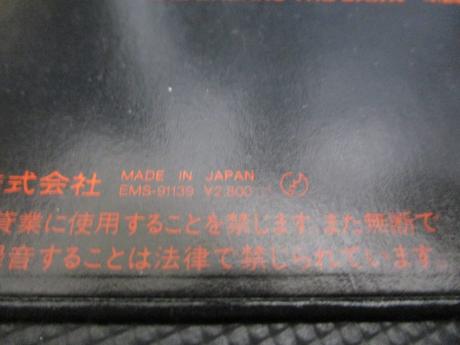 式会社 MADE IN JAPAN
EMS-91139 ¥2,800
業に使用することを禁じます。また無断で
音することは法律で禁じられています。